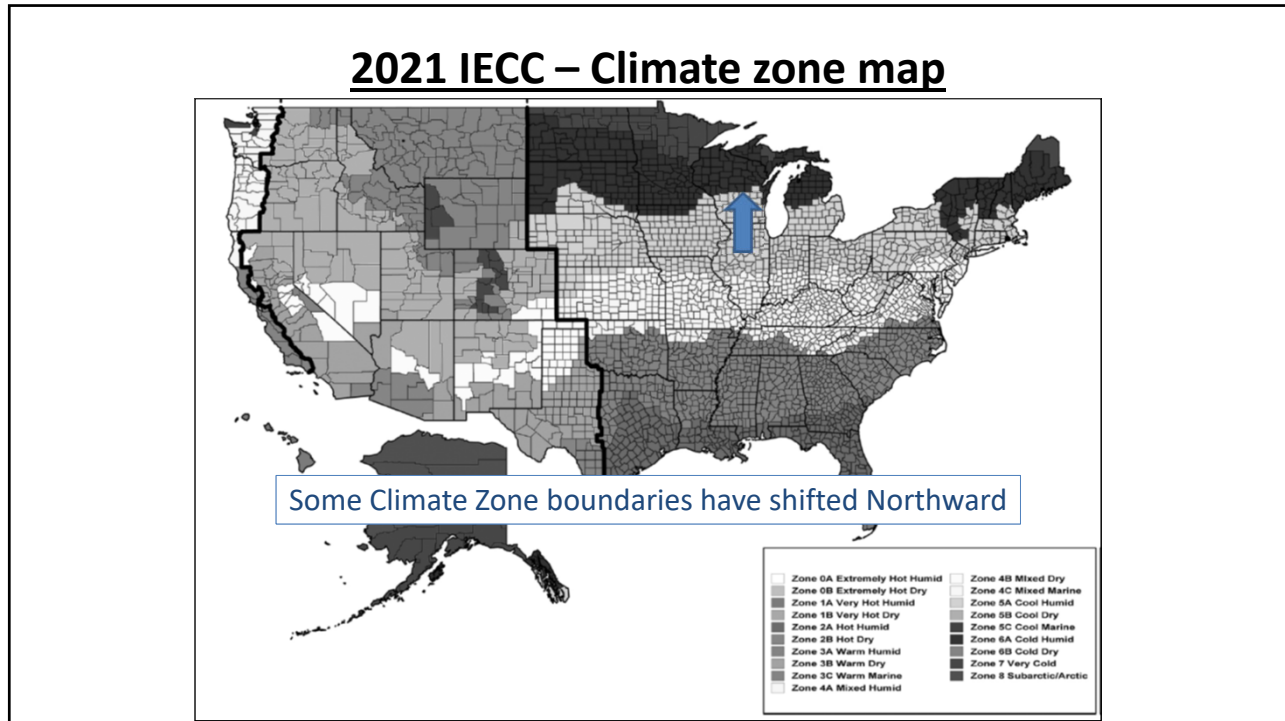 2021 IECC – Climate zone map
Some Climate Zone boundaries have shifted Northward
Zone 0A Extremely Hot Humid
Zone 0B Extremely Hot Dry
Zone 1A Very Hot Humid
Zone 1B Very Hot Dry
Zone 2A Hot Humid
Zone 2B Hot Dry
Zone 3A Warm Humid
Zone 3B Warm Dry
Zone 3C Warm Marine
Zone 4A Mixed Humid
Zone 4B Mixed Dry
Zone 4C Mixed Marine
Zone 5A Cool Humid
Zone 5B Cool Dry
Zone 5C Cool Marine
Zone 6A Cold Humid
Zone 6B Cold Dry
Zone 7 Very Cold
Zone 8 Subarctic/Arctic